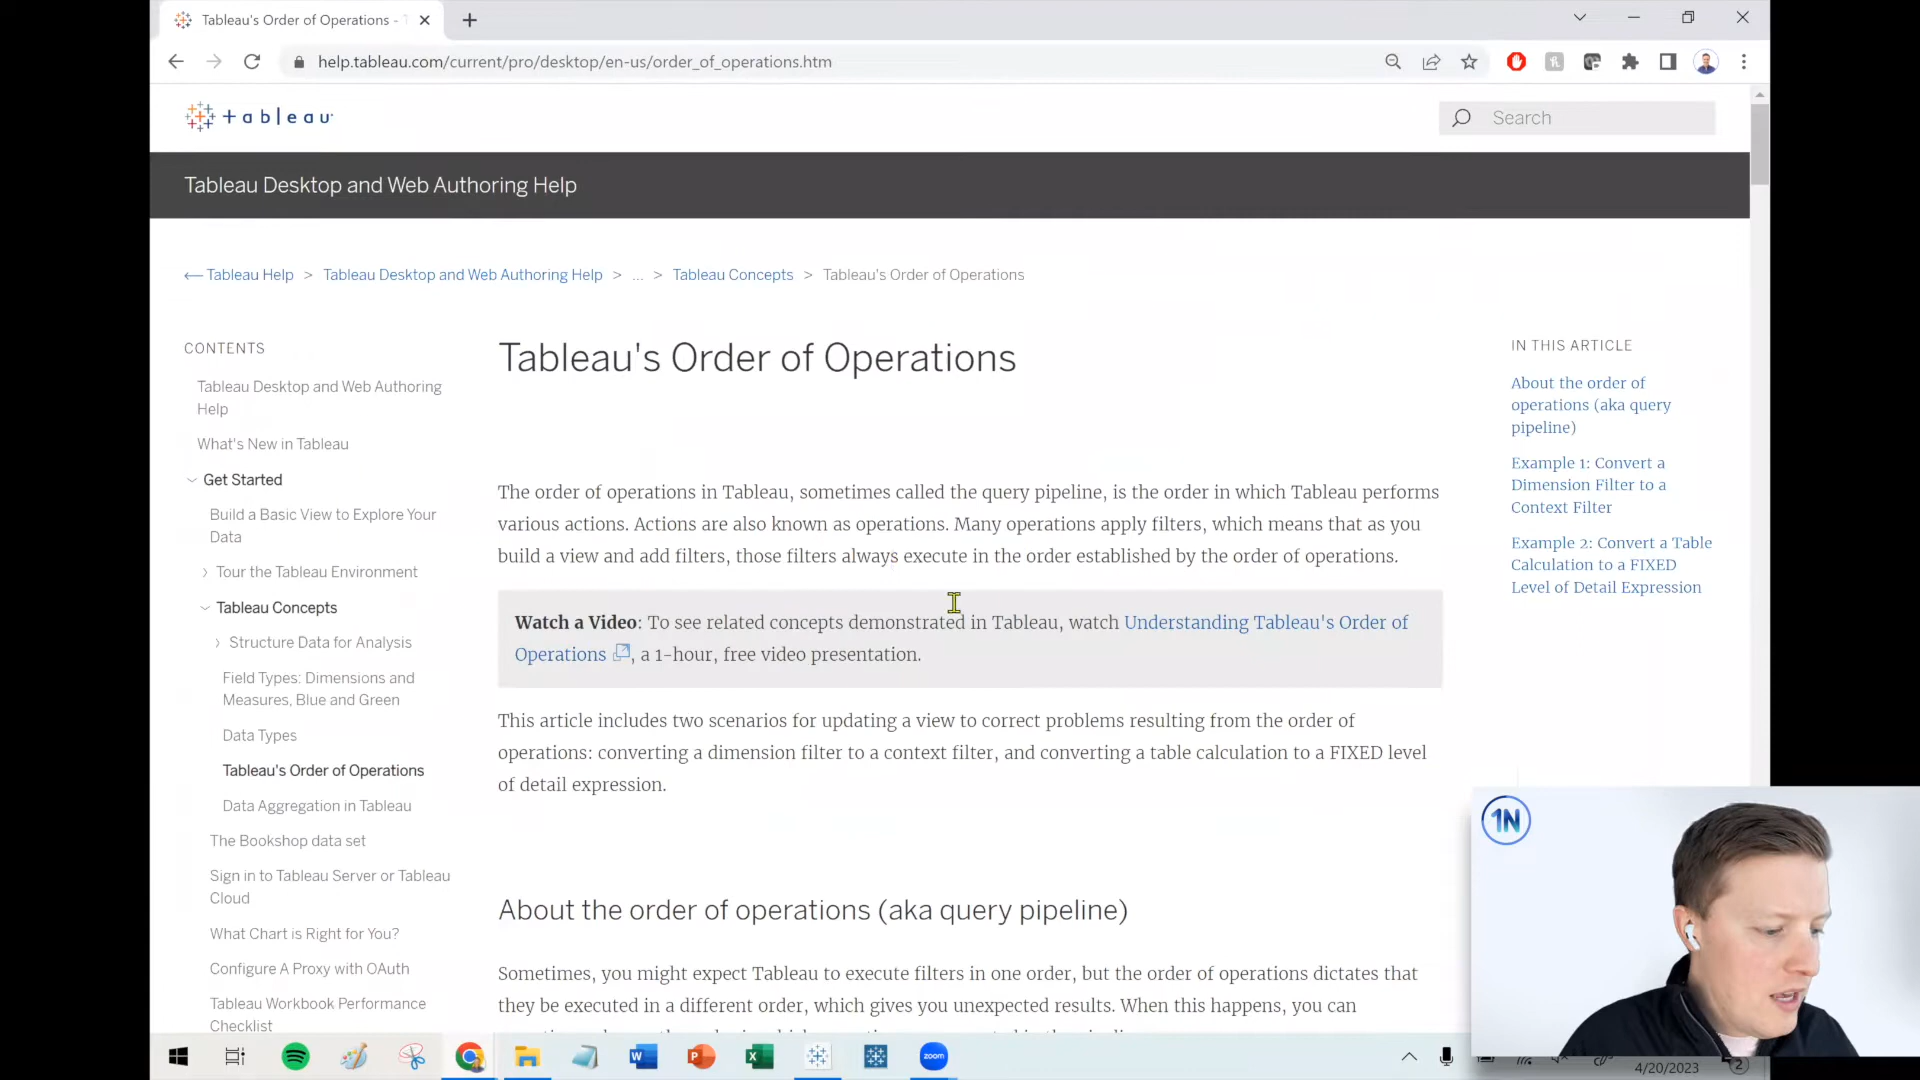 Tableau's Order of Operations -
help.tableau.com/current/pro/desktop/en-us/order_of_operations.htm
+ableau
Search
Tableau Desktop and Web Authoring Help
Tableau Help > Tableau Desktop and Web Authoring Help > ... > Tableau Concepts > Tableau's Order of Operations
CONTENTS
Tableau Desktop and Web Authoring
Help
What's New in Tableau
Get Started
Build a Basic View to Explore Your
Data
Tour the Tableau Environment
Tableau Concepts
Structure Data for Analysis
Field Types: Dimensions and
Measures, Blue and Green
Data Types
Tableau's Order of Operations
Data Aggregation in Tableau
The Bookshop data set
Sign in to Tableau Server or Tableau
Cloud
What Chart is Right for You?
Configure A Proxy with OAuth
Tableau Workbook Performance
Checklist
Tableau's Order of Operations
The order of operations in Tableau, sometimes called the query pipeline, is the order in which Tableau performs
various actions. Actions are also known as operations. Many operations apply filters, which means that as you
build a view and add filters, those filters always execute in the order established by the order of operations.
Watch a Video: To see related concepts demonstrated in Tableau, watch Understanding Tableau's Order of
Operations , a 1-hour, free video presentation.
This article includes two scenarios for updating a view to correct problems resulting from the order of
operations: converting a dimension filter to a context filter, and converting a table calculation to a FIXED level
of detail expression.
About the order of operations (aka query pipeline)
Sometimes, you might expect Tableau to execute filters in one order, but the order of operations dictates that
they be executed in a different order, which gives you unexpected results. When this happens, you can
IN THIS ARTICLE
About the order of
operations (aka query
pipeline)
Example 1: Convert a
Dimension Filter to a
Context Filter
Example 2: Convert a Table
Calculation to a FIXED
Level of Detail Expression
1N
W
P
X
zoom
4/20/2023
2